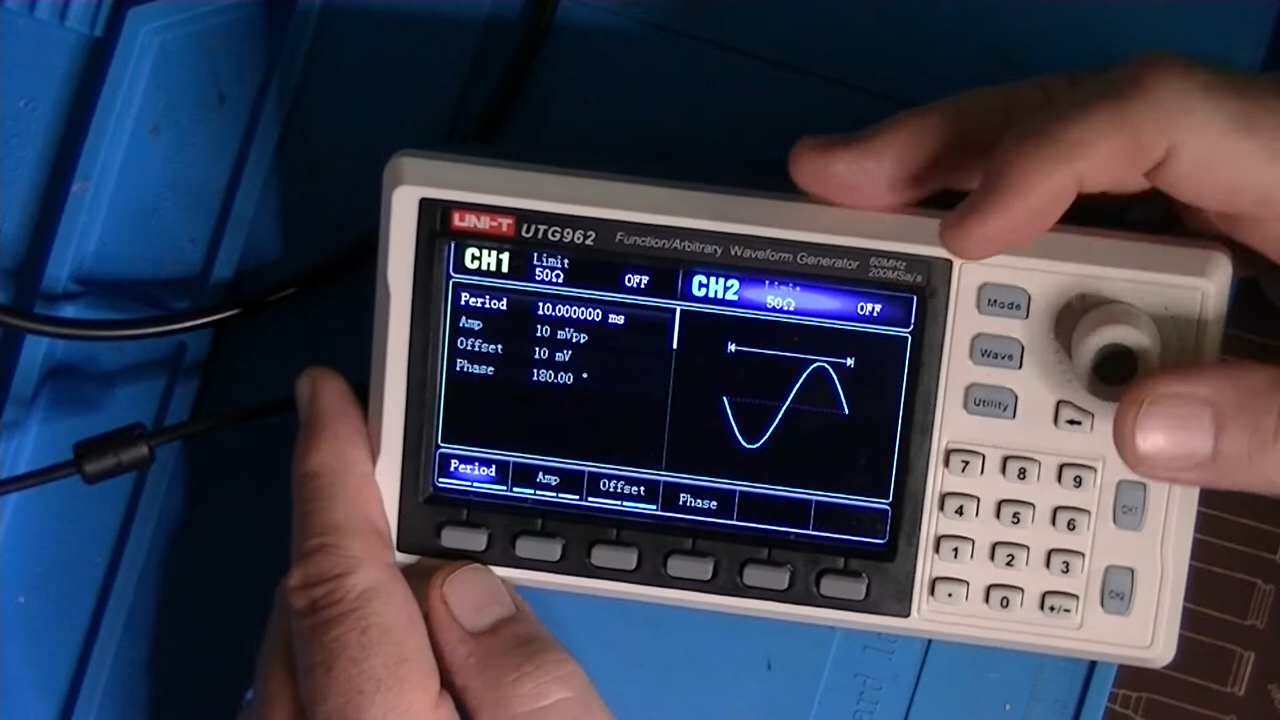 UNI-T UTG962 Function/Arbitrary Waveform Generator 60MHz 200MSa/s
CH1 Limit 50Ω OFF
CH2 Limit 50Ω OFF
Period 10.000000 ms
Amp 10 mVpp
Offset 10 mV
Phase 180.00 °
Period Amp Offset Phase
Mode
Wave
Utility
←
7 8 9
4 5 6
1 2 3
. 0 +/-
CH1
CH2